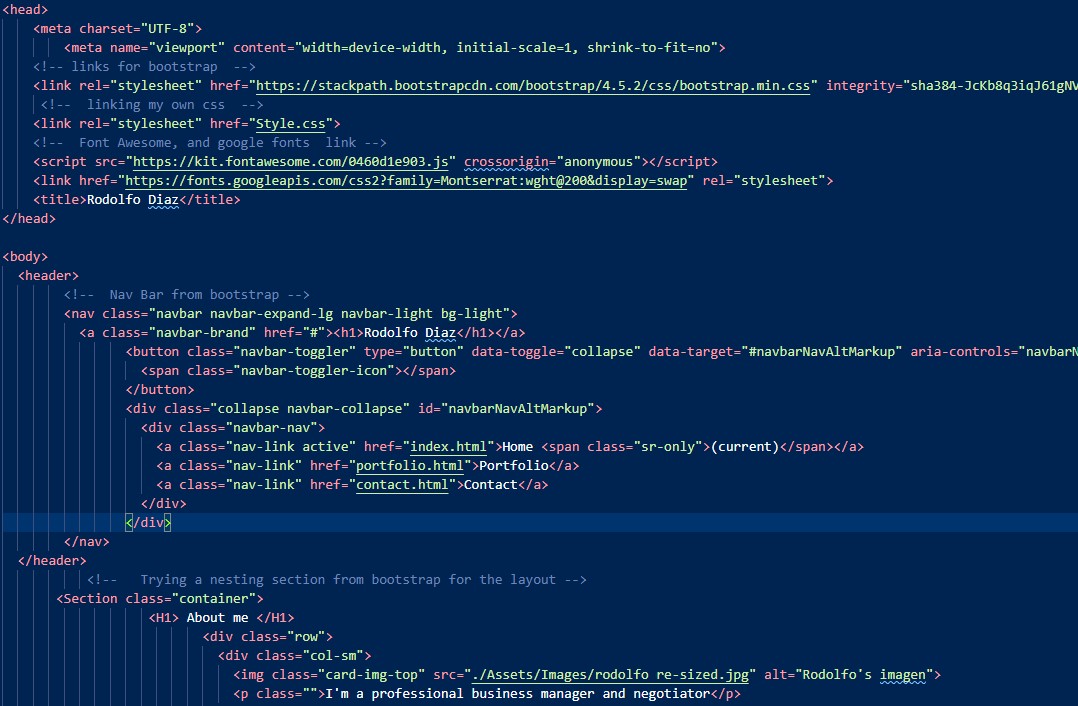 <head>
<meta charset="UTF-8">
<meta name="viewport" content="width=device-width, initial-scale=1, shrink-to-fit=no">
<!-- links for bootstrap  -->
<link rel="stylesheet" href="https://stackpath.bootstrapcdn.com/bootstrap/4.5.2/css/bootstrap.min.css" integrity="sha384-JcKb8q3iqJ61gNV
<!--  linking my own css  -->
<link rel="stylesheet" href="Style.css">
<!--  Font Awesome, and google fonts  link -->
<script src="https://kit.fontawesome.com/0460d1e903.js" crossorigin="anonymous"></script>
<link href="https://fonts.googleapis.com/css2?family=Montserrat:wght@200&display=swap" rel="stylesheet">
<title>Rodolfo Diaz</title>
</head>
<body>
<header>
<!--  Nav Bar from bootstrap -->
<nav class="navbar navbar-expand-lg navbar-light bg-light">
<a class="navbar-brand" href="#"><h1>Rodolfo Diaz</h1></a>
<button class="navbar-toggler" type="button" data-toggle="collapse" data-target="#navbarNavAltMarkup" aria-controls="navbarN
<span class="navbar-toggler-icon"></span>
</button>
<div class="collapse navbar-collapse" id="navbarNavAltMarkup">
<div class="navbar-nav">
<a class="nav-link active" href="index.html">Home <span class="sr-only">(current)</span></a>
<a class="nav-link" href="portfolio.html">Portfolio</a>
<a class="nav-link" href="contact.html">Contact</a>
</div>
</div>
</nav>
</header>
<!--   Trying a nesting section from bootstrap for the layout -->
<Section class="container">
<H1> About me </H1>
<div class="row">
<div class="col-sm">
<img class="card-img-top" src="./Assets/Images/rodolfo re-sized.jpg" alt="Rodolfo's imagen">
<p class="">I'm a professional business manager and negotiator</p>